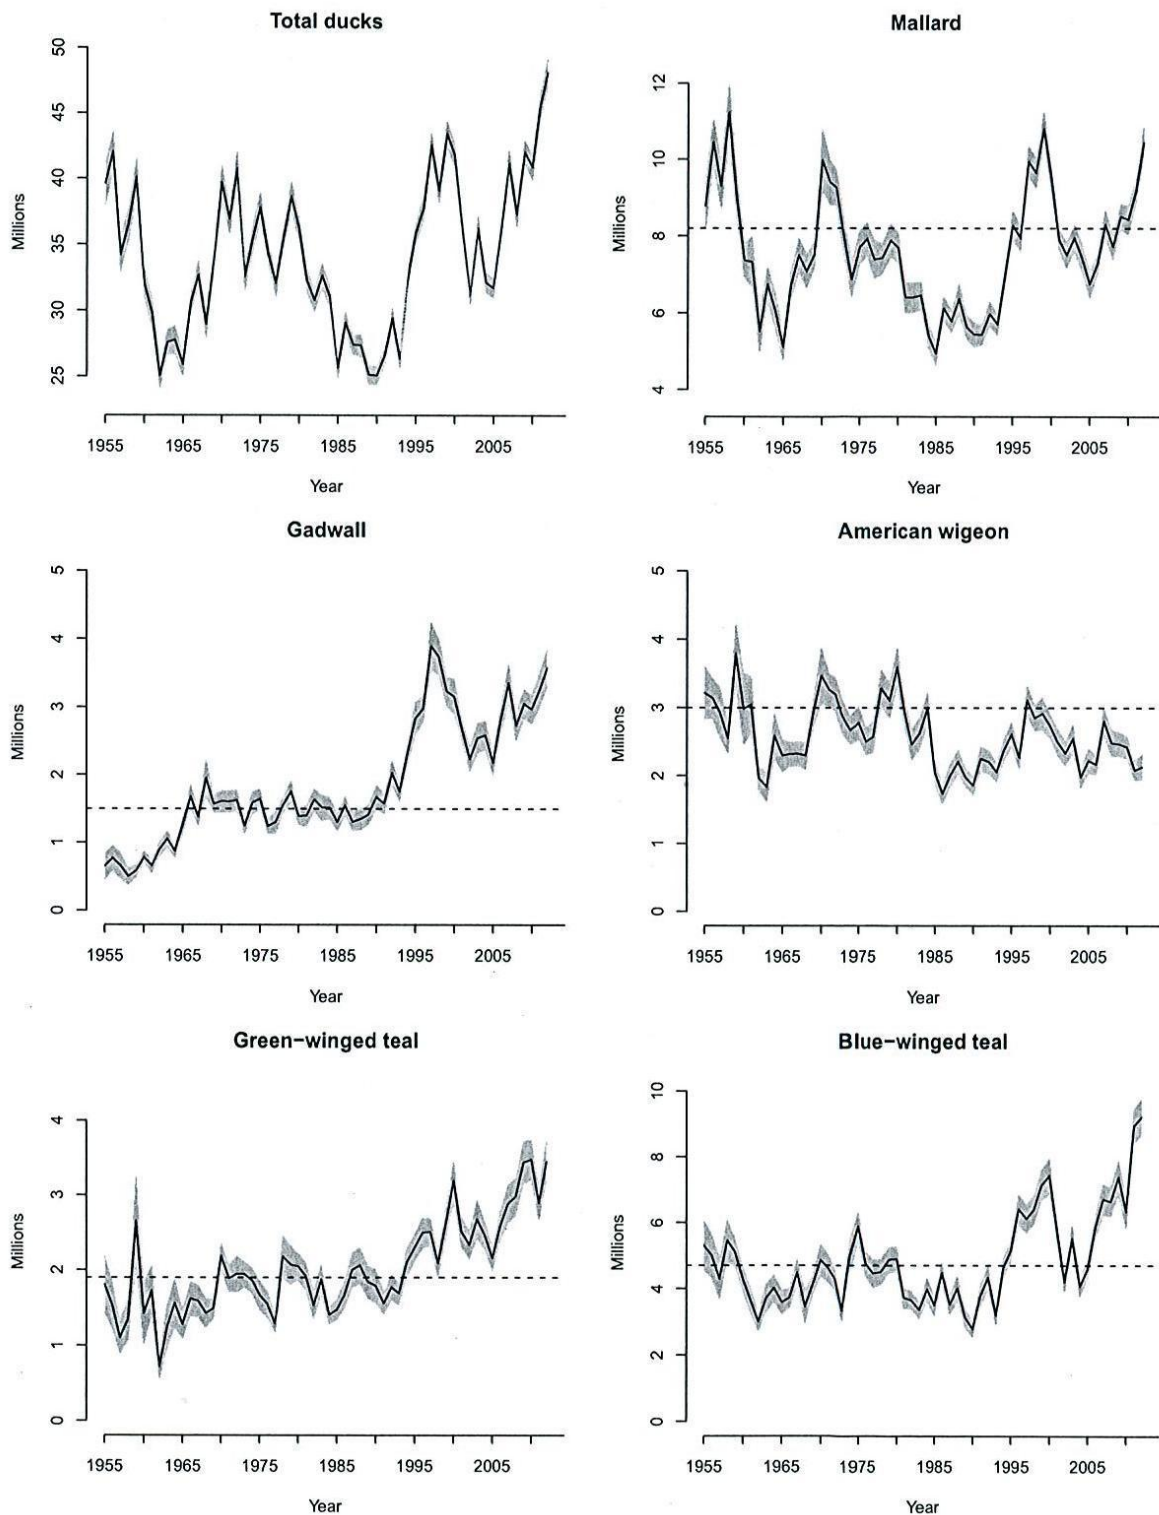 Total ducks
Millions
50
45
40
35
30
25
1955 1965 1975 1985 1995 2005
Year
Mallard
Millions
12
10
8
6
4
1955 1965 1975 1985 1995 2005
Year
Gadwall
Millions
5
4
3
2
1
0
1955 1965 1975 1985 1995 2005
Year
American wigeon
Millions
5
4
3
2
1
0
1955 1965 1975 1985 1995 2005
Year
Green-winged teal
Millions
4
3
2
1
0
1955 1965 1975 1985 1995 2005
Year
Blue-winged teal
Millions
10
8
6
4
2
0
1955 1965 1975 1985 1995 2005
Year